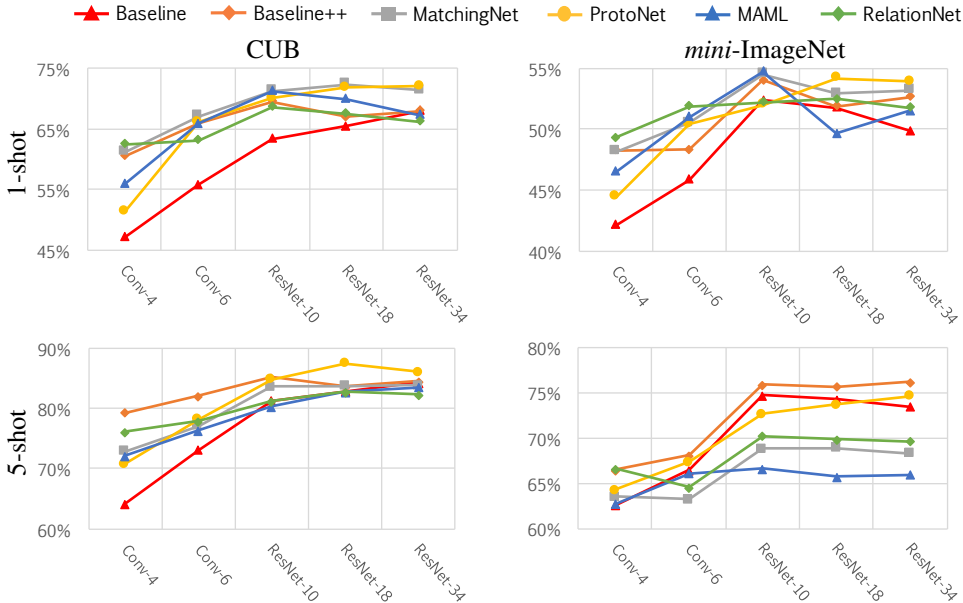 Baseline Baseline++ MatchingNet ProtoNet MAML RelationNet
CUB
mini-ImageNet
1-shot
75%
65%
55%
45%
Conv-4 Conv-6 ResNet-10 ResNet-18 ResNet-34
55%
50%
45%
40%
Conv-4 Conv-6 ResNet-10 ResNet-18 ResNet-34
5-shot
90%
80%
70%
60%
Conv-4 Conv-6 ResNet-10 ResNet-18 ResNet-34
80%
75%
70%
65%
60%
Conv-4 Conv-6 ResNet-10 ResNet-18 ResNet-34